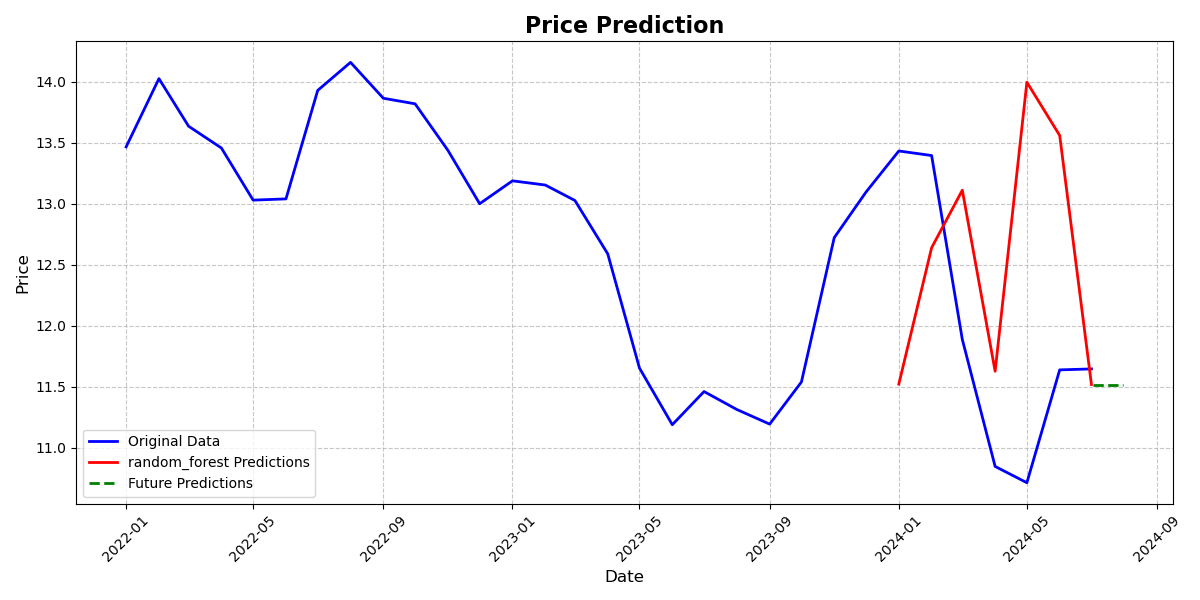 Price Prediction
Price
14.0
13.5
13.0
12.5
12.0
11.5
11.0
Original Data
random_forest Predictions
Future Predictions
2022-01
2022-05
2022-09
2023-01
2023-05
2023-09
2024-01
2024-05
2024-09
Date